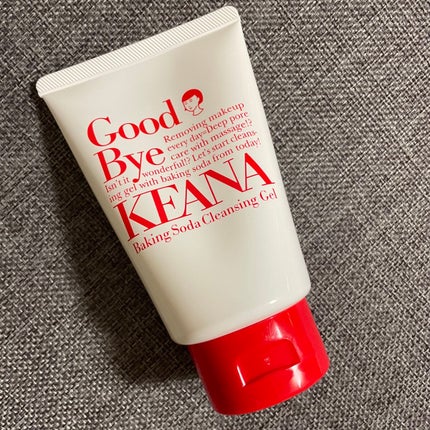 Good
Bye
Removing makeup
every day=Deep pore
care with massage!?
Isn't it wonderful!? Let's start cleans-
ing gel with baking soda from today!
KEANA
Baking Soda Cleansing Gel